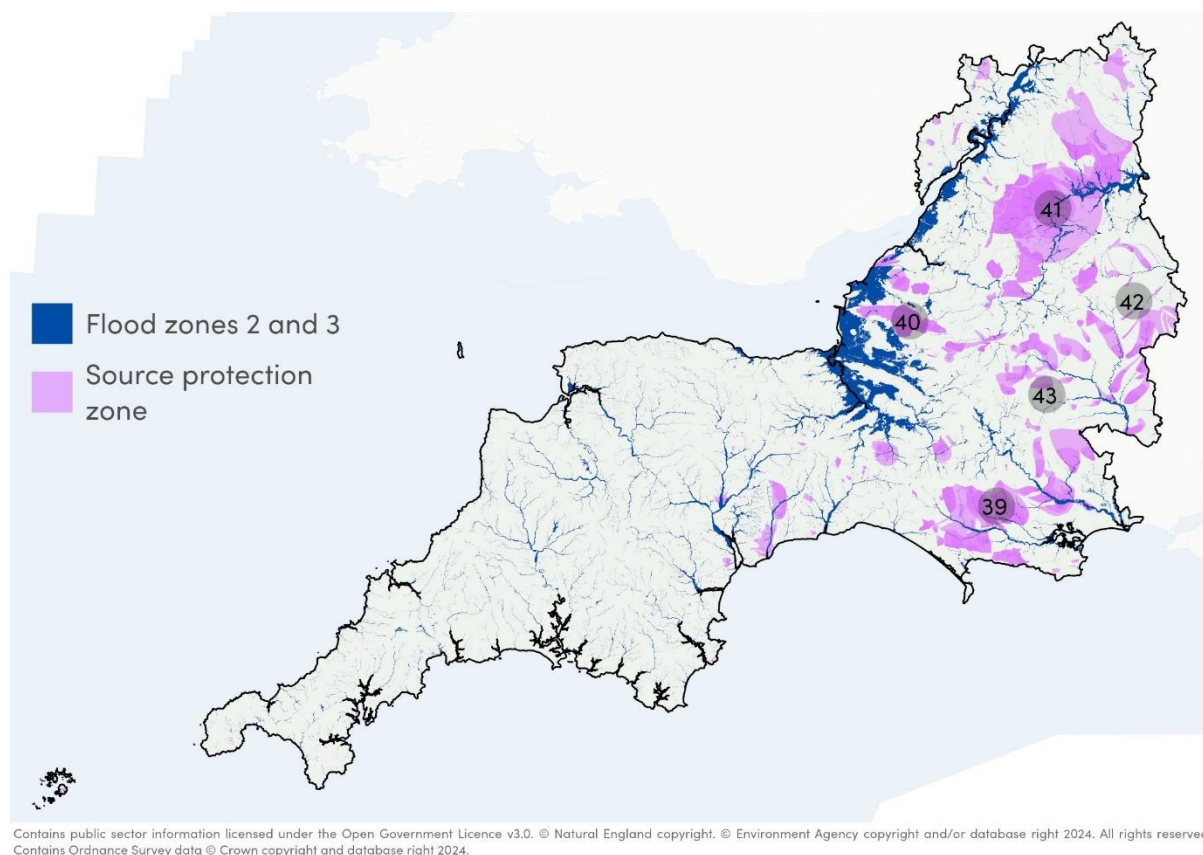 41
42
40
Flood zones 2 and 3
Source protection
zone
43
39
Contains public sector information licensed under the Open Government Licence v3.0. © Natural England copyright. © Environment Agency copyright and/or database right 2024. All rights reserved
Contains Ordnance Survey data © Crown copyright and database right 2024.